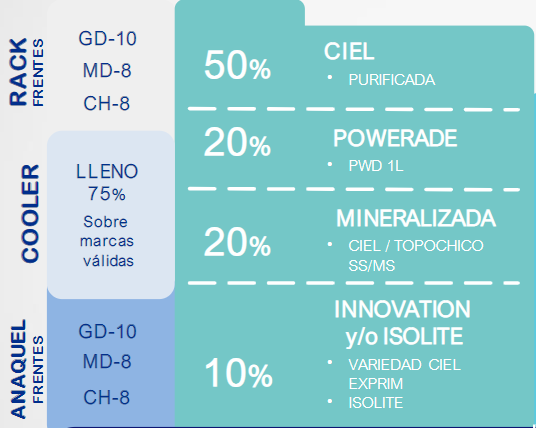 RACK
FRENTES
GD-10
MD-8
CH-8
COOLER
LLENO
75%
Sobre
marcas
válidas
ANAQUEL
FRENTES
GD-10
MD-8
CH-8
50%
CIEL
• PURIFICADA
20%
POWERADE
• PWD 1L
20%
MINERALIZADA
• CIEL / TOPOCHICO
SS/MS
10%
INNOVATION
y/o ISOLITE
• VARIEDAD CIEL
EXPRIM
• ISOLITE